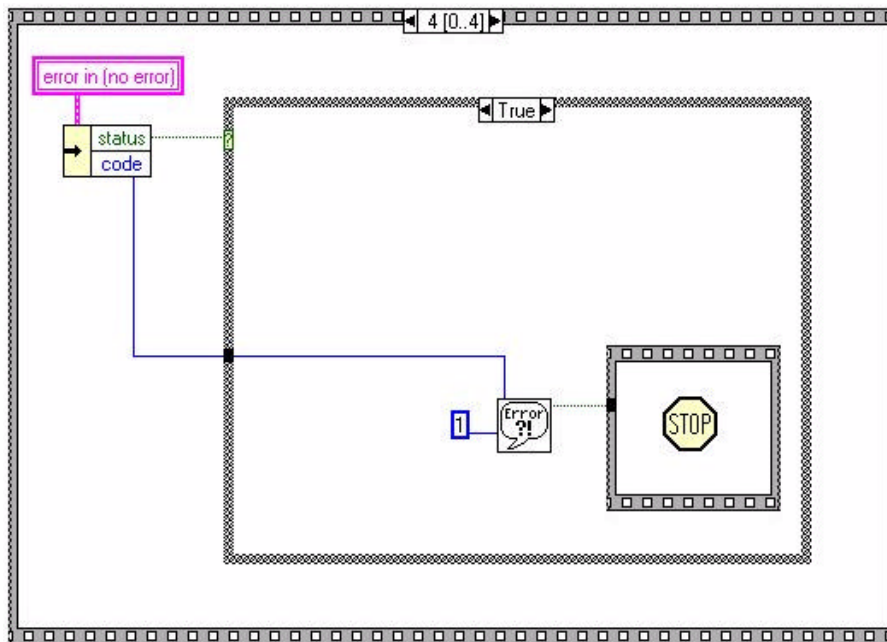 4 [0..4]
error in (no error)
True
status
?
code
Error
?!
1
STOP